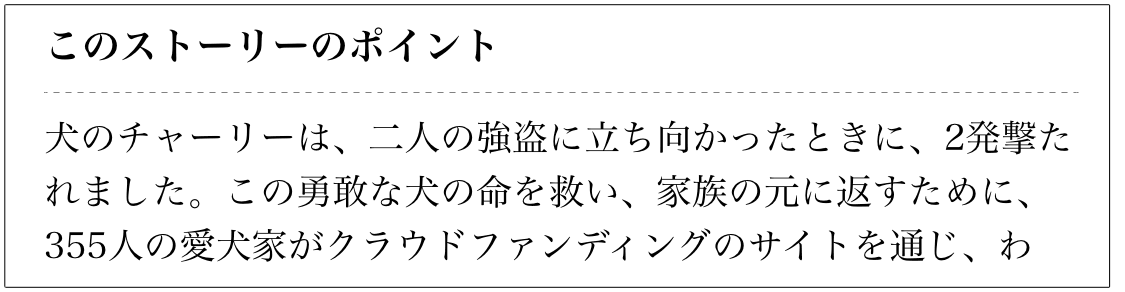 このストーリーのポイント
犬のチャーリーは、二人の強盗に立ち向かったときに、2発撃た
れました。この勇敢な犬の命を救い、家族の元に返すために、
355人の愛犬家がクラウドファンディングのサイトを通じ、わ